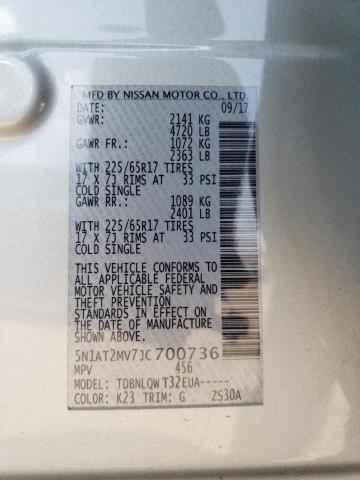 MFD BY NISSAN MOTOR CO., LTD.
DATE: 09/17
GVWR: 2141 KG
4720 LB
GAWR FR.: 1072 KG
2363 LB
WITH 225/65R17 TIRES
17 X 7J RIMS AT 33 PSI
COLD SINGLE
GAWR RR.: 1089 KG
2401 LB
WITH 225/65R17 TIRES
17 X 7J RIMS AT 33 PSI
COLD SINGLE
THIS VEHICLE CONFORMS TO
ALL APPLICABLE FEDERAL
MOTOR VEHICLE SAFETY AND
THEFT PREVENTION
STANDARDS IN EFFECT ON
THE DATE OF MANUFACTURE
SHOWN ABOVE.
5N1AT2MV7JC700736
MPV 456
MODEL: TDBNLQWT32EUA-----
COLOR: K23 TRIM: G ZS30A